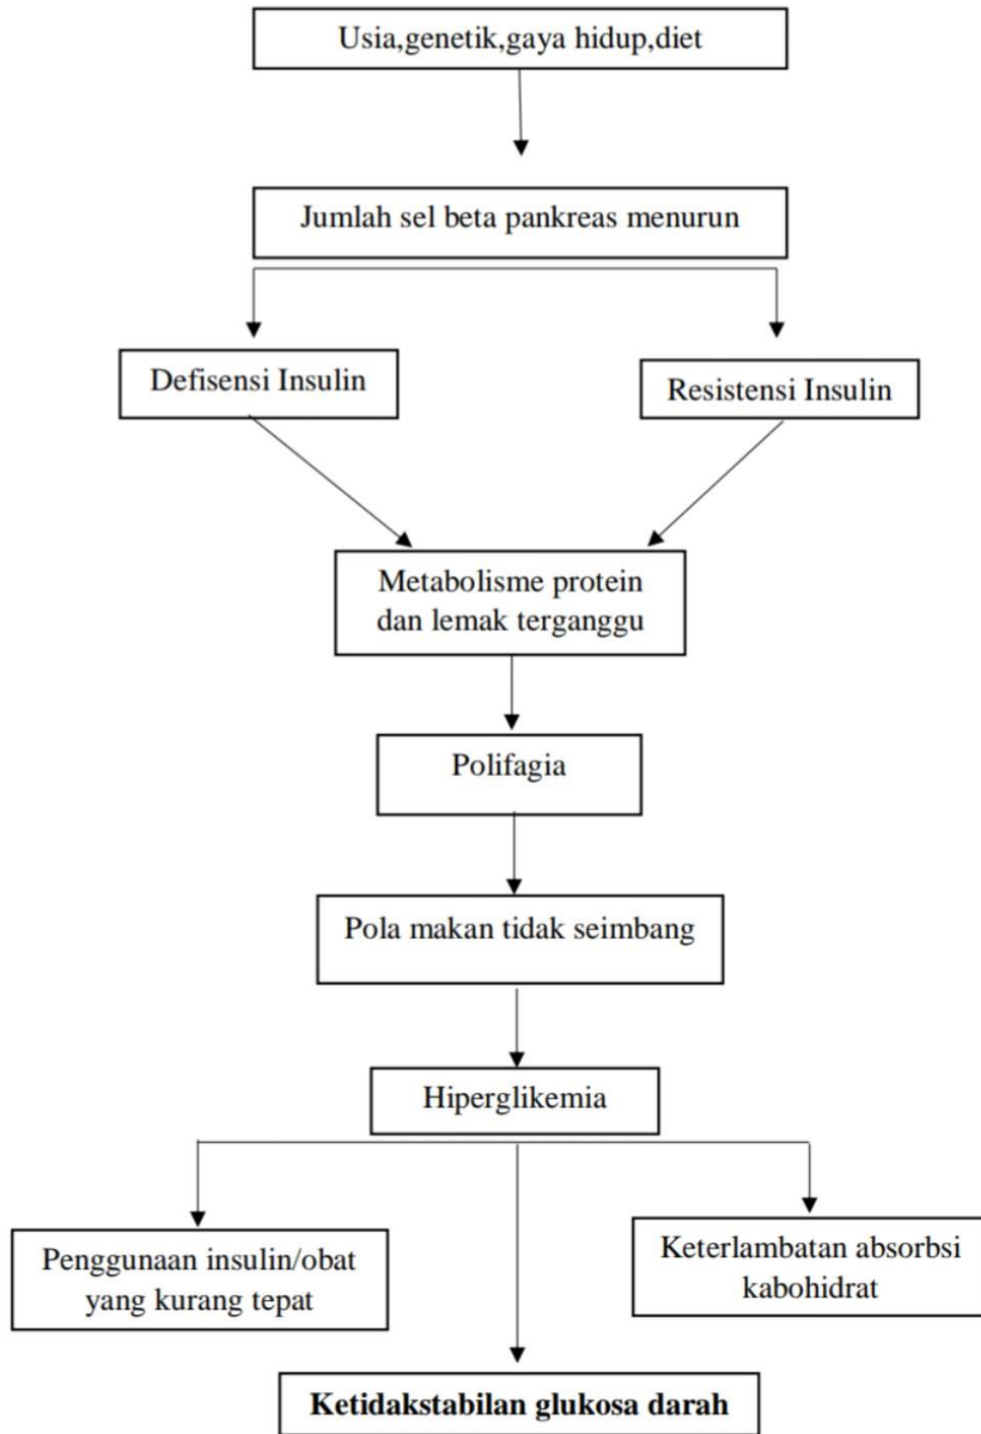 Usia,genetik,gaya hidup,diet
Jumlah sel beta pankreas menurun
Defisensi Insulin
Resistensi Insulin
Metabolisme protein
dan lemak terganggu
Polifagia
Pola makan tidak seimbang
Hiperglikemia
Penggunaan insulin/obat
yang kurang tepat
Keterlambatan absorbsi
kabohidrat
Ketidakstabilan glukosa darah